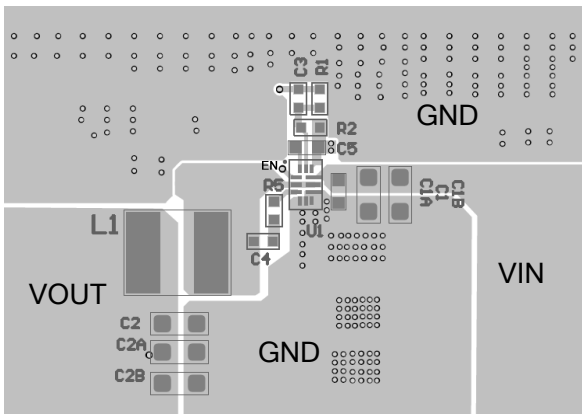 C3
R1
GND
R2
C5
EN
R5
C1A
C1
C1B
U1
L1
C4
VIN
VOUT
C2
C2A
GND
C2B